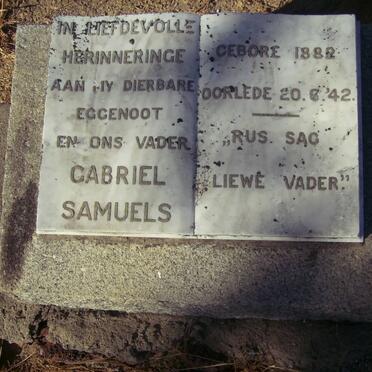 IN LIEFDEVOLLE
HERINNERINGE
AAN MY DIERBARE
EGGENOOT
EN ONS VADER
GABRIEL
SAMUELS
GEBORE 1882
OORLEDE 20.6.'42.
„RUS SAG
LIEWE VADER."